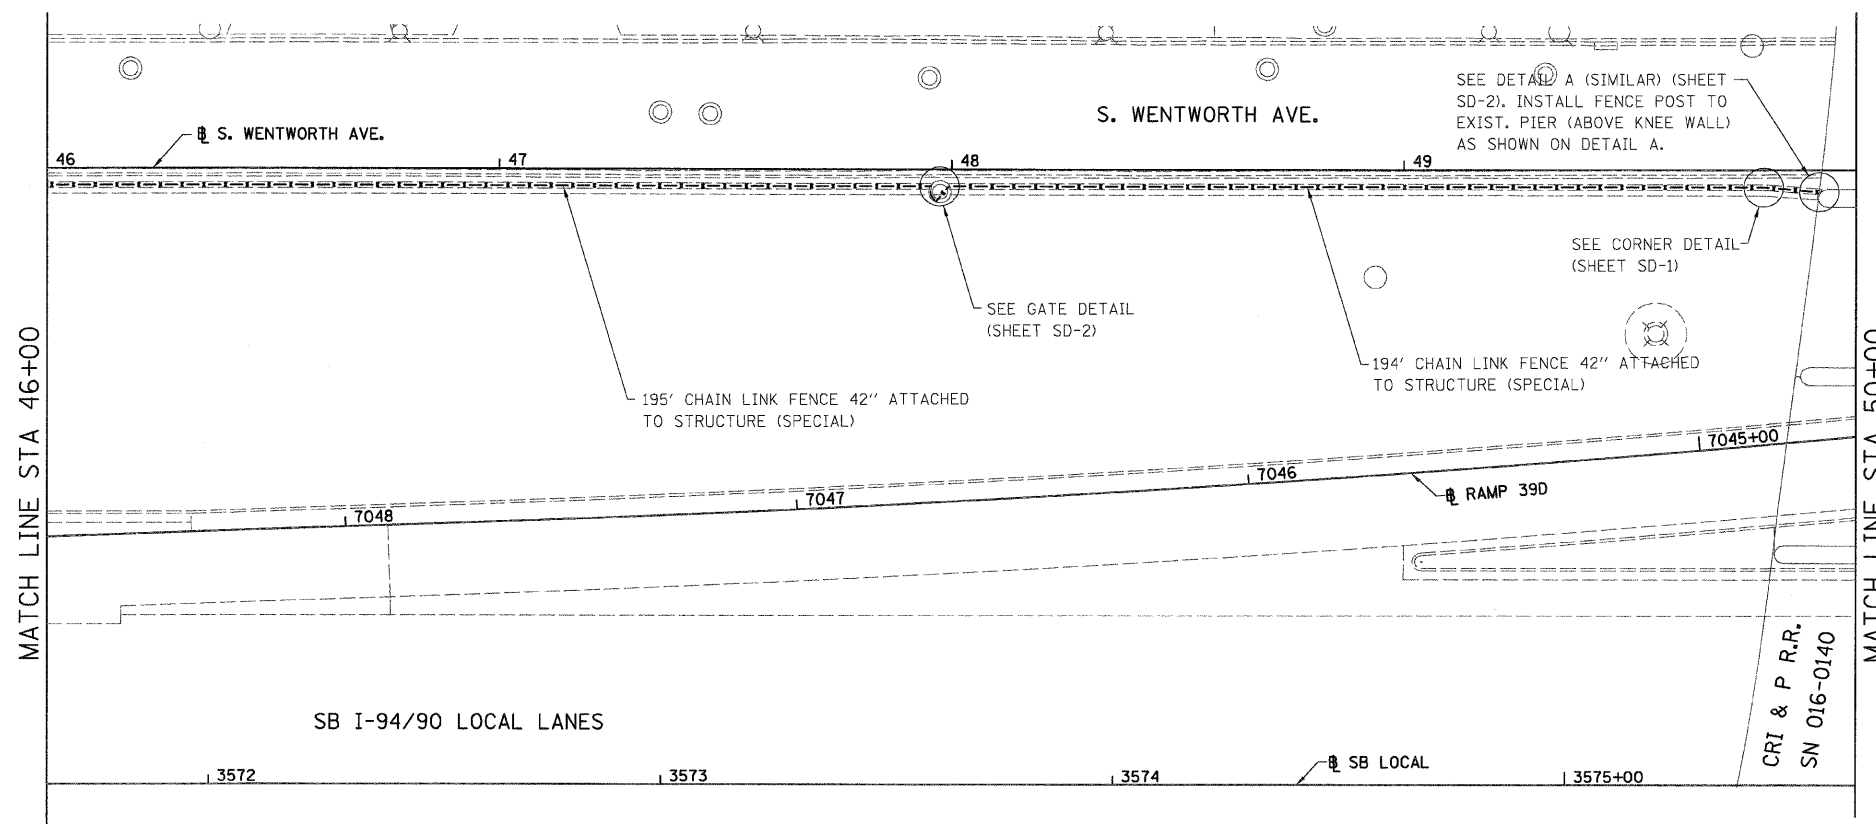 SEE DETAIL A (SIMILAR) (SHEET
SD-2). INSTALL FENCE POST TO
EXIST. PIER (ABOVE KNEE WALL)
AS SHOWN ON DETAIL A.
S. WENTWORTH AVE.
℄ S. WENTWORTH AVE.
46
47
48
49
SEE CORNER DETAIL
(SHEET SD-1)
SEE GATE DETAIL
(SHEET SD-2)
194' CHAIN LINK FENCE 42'' ATTACHED
TO STRUCTURE (SPECIAL)
195' CHAIN LINK FENCE 42'' ATTACHED
TO STRUCTURE (SPECIAL)
MATCH LINE STA 46+00
MATCH LINE STA 50+00
7045+00
7046
7047
7048
℄ RAMP 39D
CRI & P R.R.
SN 016-0140
SB I-94/90 LOCAL LANES
℄ SB LOCAL
3572
3573
3574
3575+00